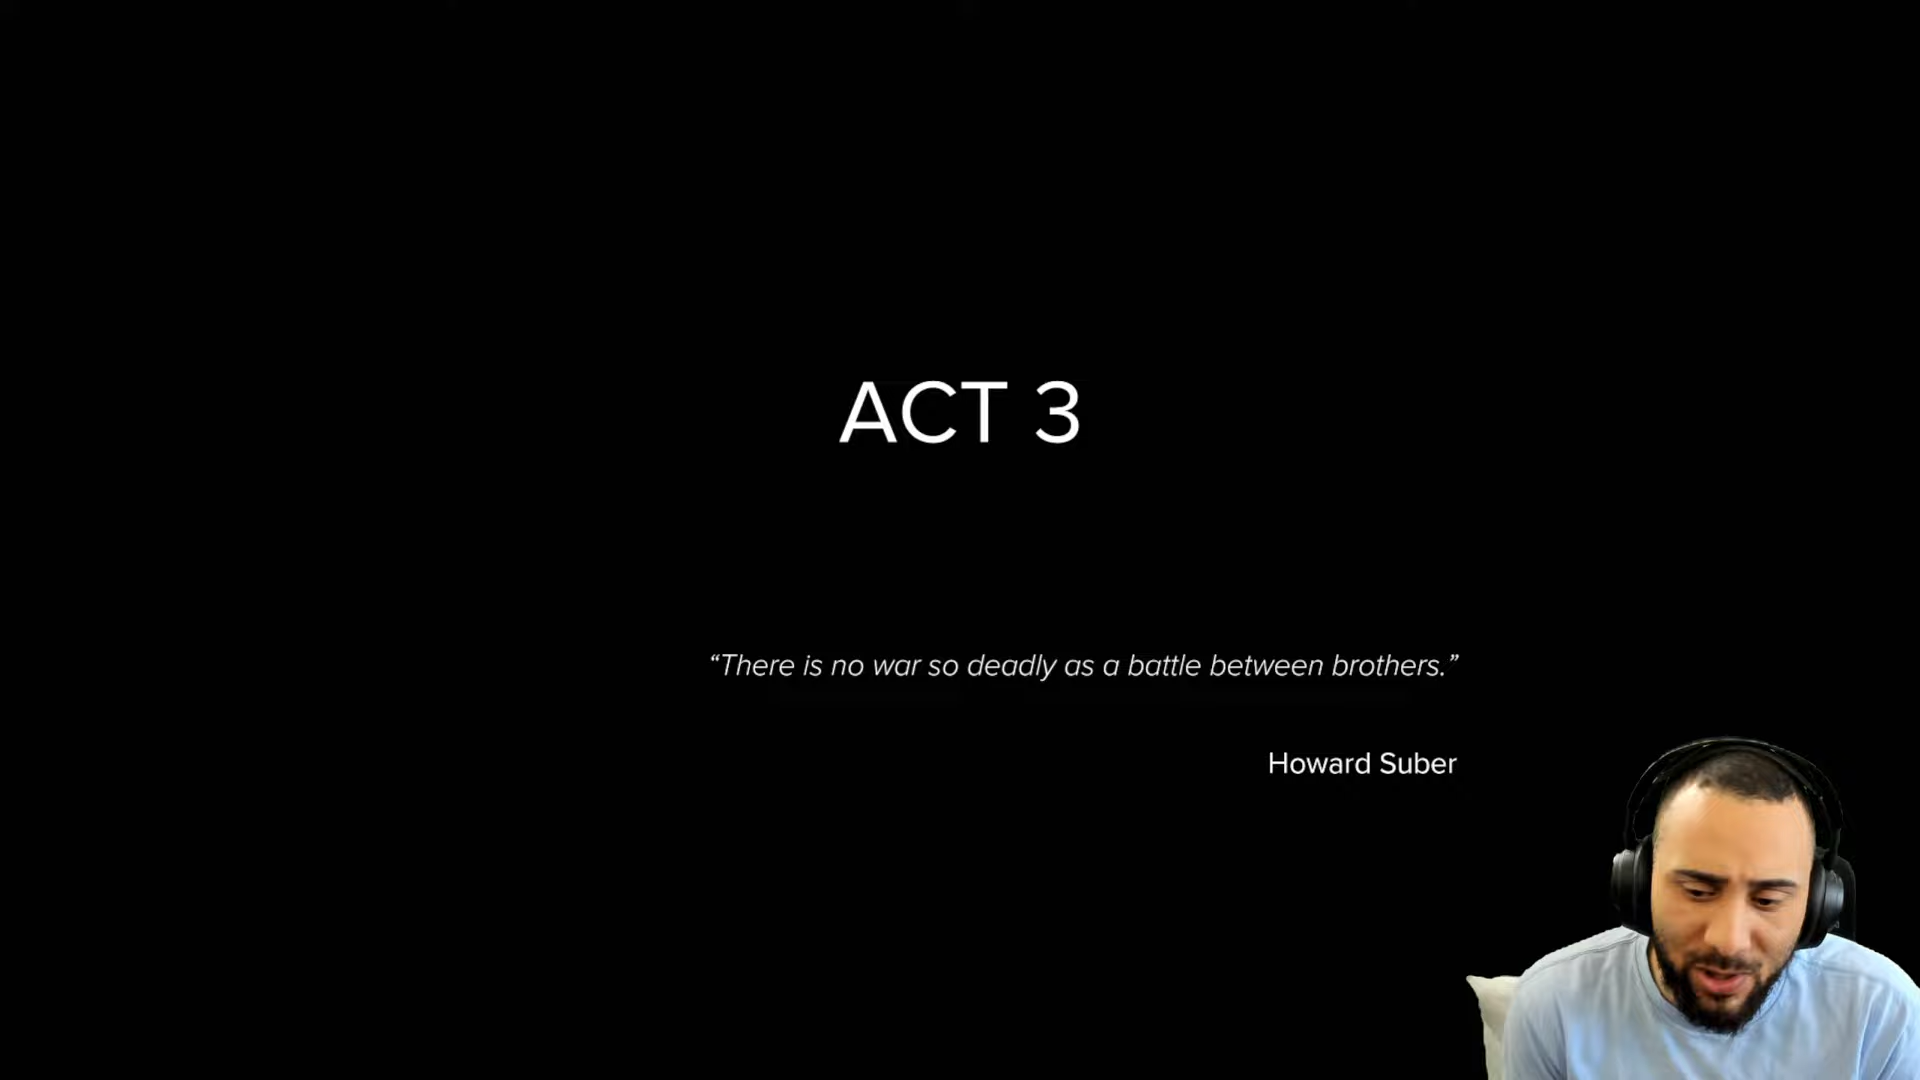 ACT 3
“There is no war so deadly as a battle between brothers.”
Howard Suber